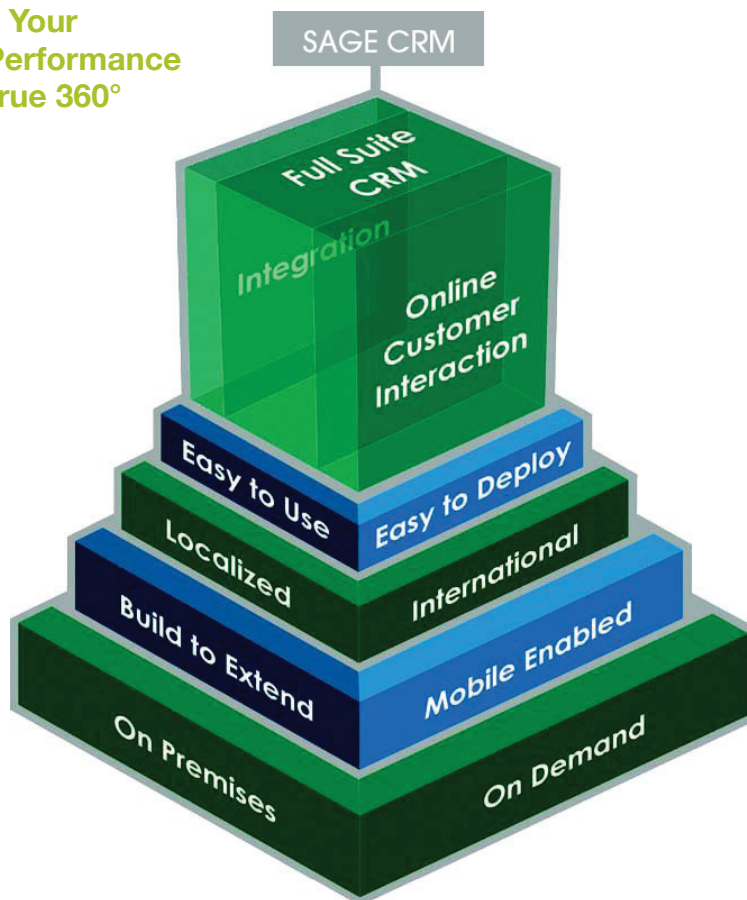 Your
Performance
rue 360°
SAGE CRM
Full Suite
CRM
Integration
Online
Customer
Interaction
Easy to Use
Easy to Deploy
Localized
International
Build to Extend
Mobile Enabled
On Premises
On Demand